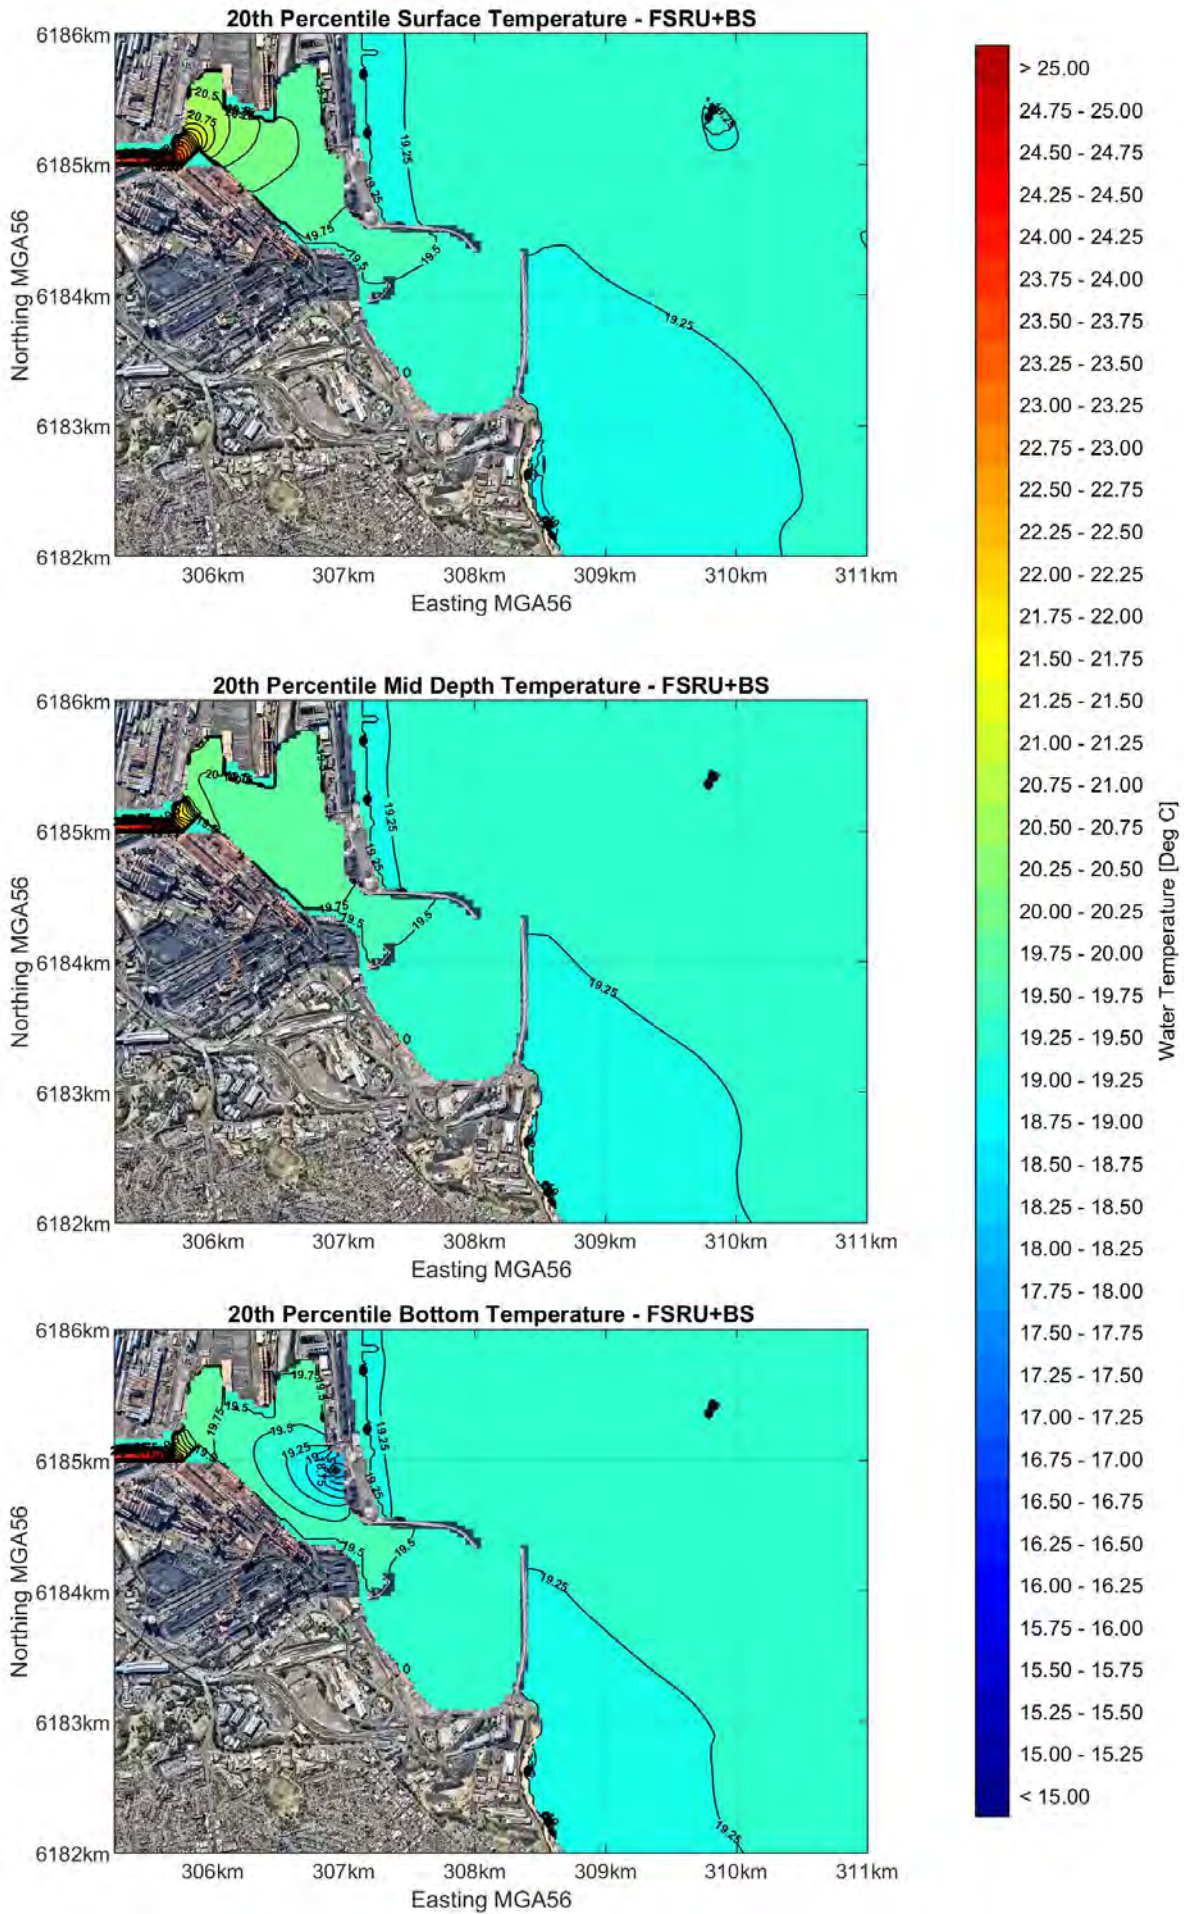 20th Percentile Surface Temperature - FSRU+BS
6186km
6185km
6184km
6183km
6182km
Northing MGA56
20.5
20.75
19.75
19.5
19.5
19.25
19.25
19.25
0
306km 307km 308km 309km 310km 311km
Easting MGA56
20th Percentile Mid Depth Temperature - FSRU+BS
6186km
6185km
6184km
6183km
6182km
Northing MGA56
20
19.5
19.75
19.5
19.5
19.25
19.25
19.25
0
306km 307km 308km 309km 310km 311km
Easting MGA56
20th Percentile Bottom Temperature - FSRU+BS
6186km
6185km
6184km
6183km
6182km
Northing MGA56
19.75
19.5
19.5
19.75
19.5
19.25
18.75
19.25
19.25
19.5
19.5
19.25
19.25
0
306km 307km 308km 309km 310km 311km
Easting MGA56
> 25.00
24.75 - 25.00
24.50 - 24.75
24.25 - 24.50
24.00 - 24.25
23.75 - 24.00
23.50 - 23.75
23.25 - 23.50
23.00 - 23.25
22.75 - 23.00
22.50 - 22.75
22.25 - 22.50
22.00 - 22.25
21.75 - 22.00
21.50 - 21.75
21.25 - 21.50
21.00 - 21.25
20.75 - 21.00
20.50 - 20.75
20.25 - 20.50
20.00 - 20.25
19.75 - 20.00
19.50 - 19.75
19.25 - 19.50
19.00 - 19.25
18.75 - 19.00
18.50 - 18.75
18.25 - 18.50
18.00 - 18.25
17.75 - 18.00
17.50 - 17.75
17.25 - 17.50
17.00 - 17.25
16.75 - 17.00
16.50 - 16.75
16.25 - 16.50
16.00 - 16.25
15.75 - 16.00
15.50 - 15.75
15.25 - 15.50
15.00 - 15.25
< 15.00
Water Temperature [Deg C]